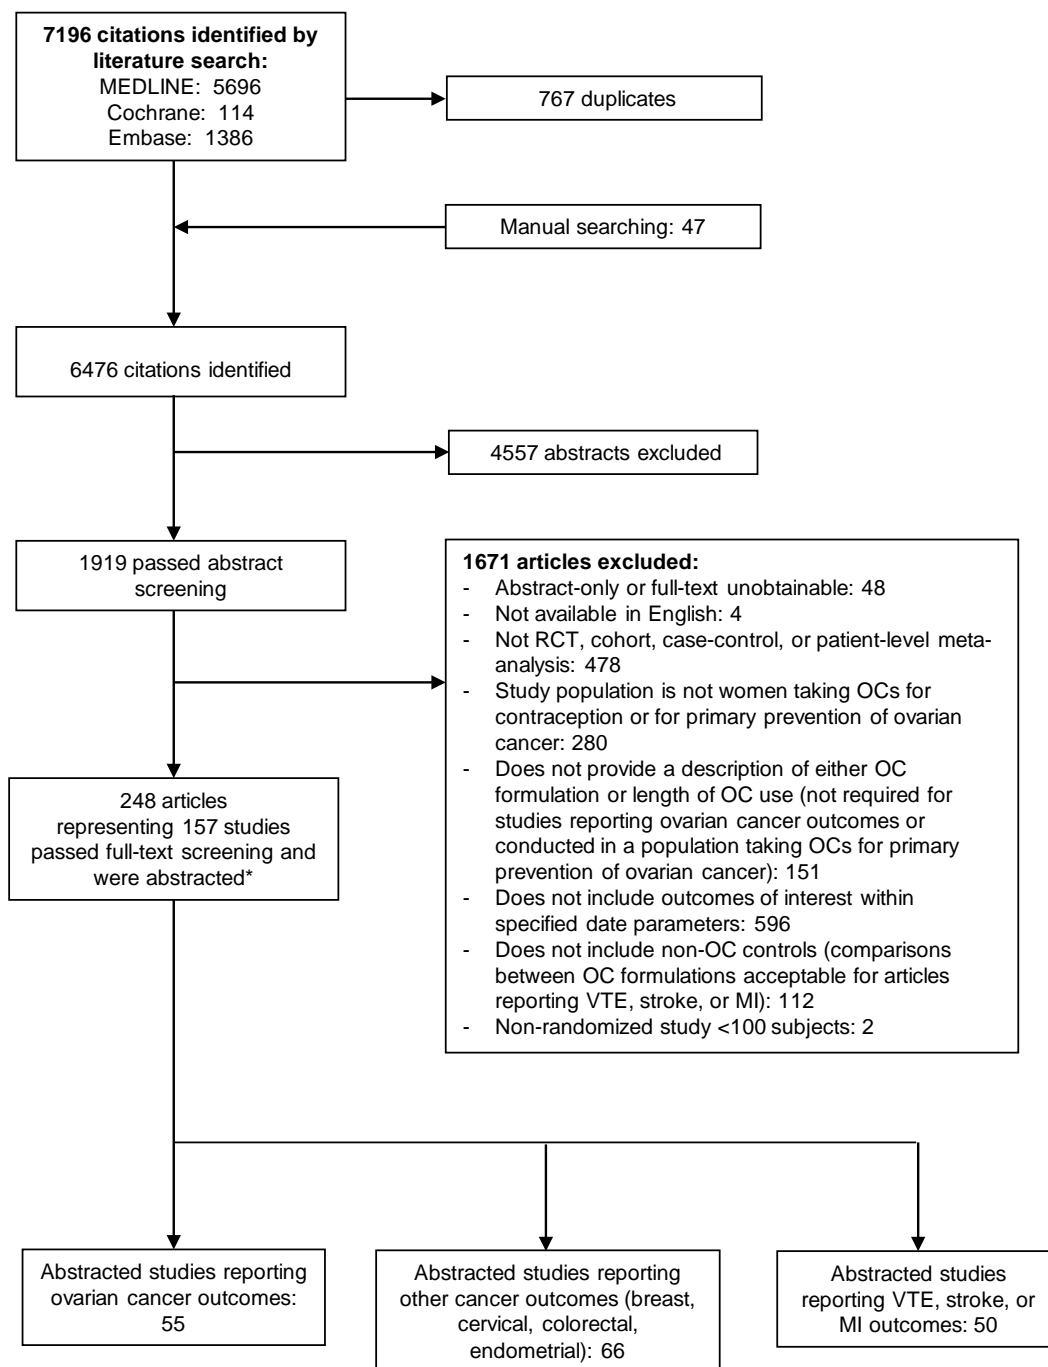 7196 citations identified by
literature search:
MEDLINE: 5696
Cochrane: 114
Embase: 1386
767 duplicates
Manual searching: 47
6476 citations identified
4557 abstracts excluded
1919 passed abstract
screening
1671 articles excluded:
- Abstract-only or full-text unobtainable: 48
- Not available in English: 4
- Not RCT, cohort, case-control, or patient-level meta-
analysis: 478
- Study population is not women taking OCs for
contraception or for primary prevention of ovarian
cancer: 280
- Does not provide a description of either OC
formulation or length of OC use (not required for
studies reporting ovarian cancer outcomes or
conducted in a population taking OCs for primary
prevention of ovarian cancer): 151
- Does not include outcomes of interest within
specified date parameters: 596
- Does not include non-OC controls (comparisons
between OC formulations acceptable for articles
reporting VTE, stroke, or MI): 112
- Non-randomized study <100 subjects: 2
248 articles
representing 157 studies
passed full-text screening and
were abstracted*
Abstracted studies reporting
ovarian cancer outcomes:
55
Abstracted studies reporting
other cancer outcomes (breast,
cervical, colorectal,
endometrial): 66
Abstracted studies
reporting VTE, stroke, or
MI outcomes: 50